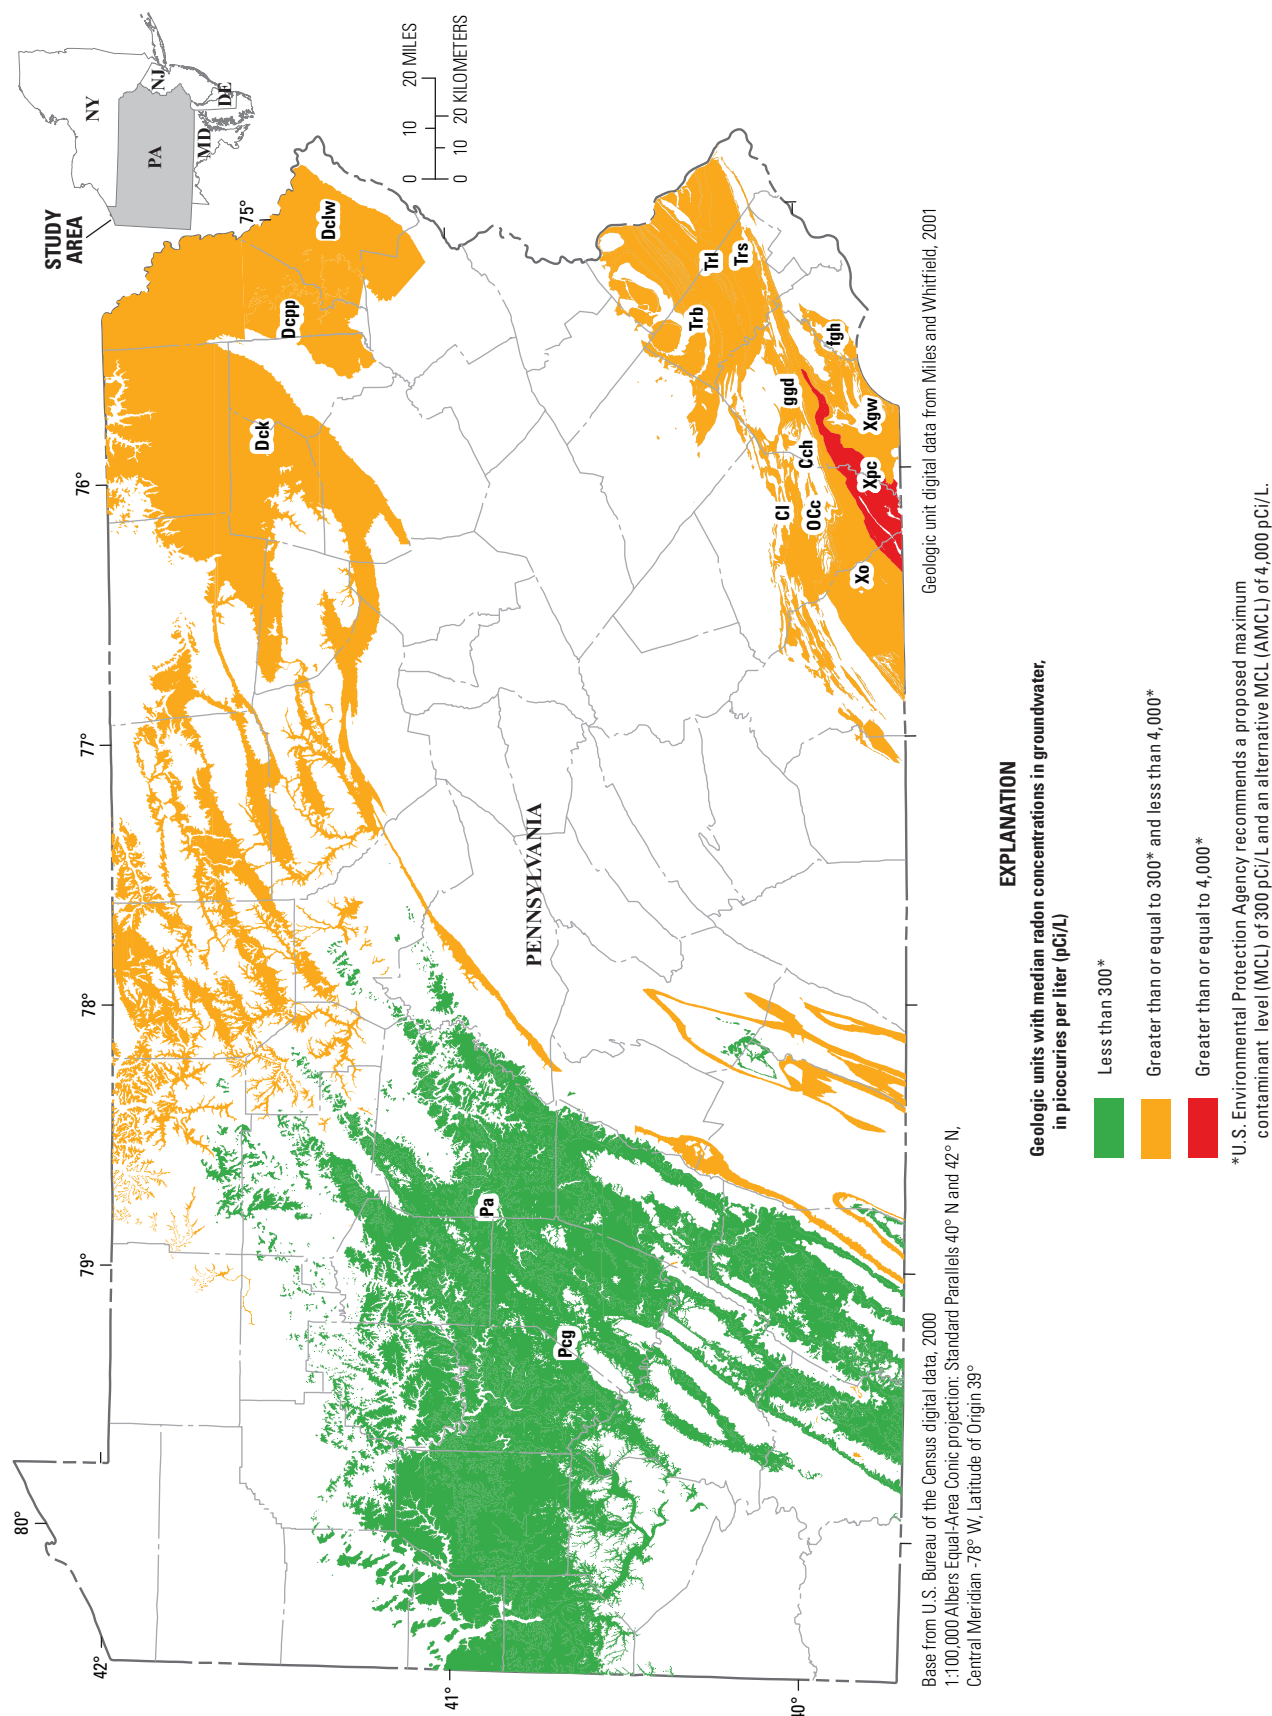 80°
79°
78°
77°
76°
75°
42°
41°
40°
STUDY
AREA
NY
PA
NJ
MD
DE
0 10 20 MILES
0 10 20 KILOMETERS
Dclw
Dcpp
Dck
Pa
Pcg
PENNSYLVANIA
Trb
Trl
Trs
fgh
ggd
Xgw
Cch
Xpc
Cl
OCc
Xo
Base from U.S. Bureau of the Census digital data, 2000
1:100,000 Albers Equal-Area Conic projection: Standard Parallels 40° N and 42° N,
Central Meridian -78° W, Latitude of Origin 39°
Geologic unit digital data from Miles and Whitfield, 2001
EXPLANATION
Geologic units with median radon concentrations in groundwater,
in picocuries per liter (pCi/L)
Less than 300*
Greater than or equal to 300* and less than 4,000*
Greater than or equal to 4,000*
*U.S. Environmental Protection Agency recommends a proposed maximum
contaminant level (MCL) of 300 pCi/L and an alternative MCL (AMCL) of 4,000 pCi/L.